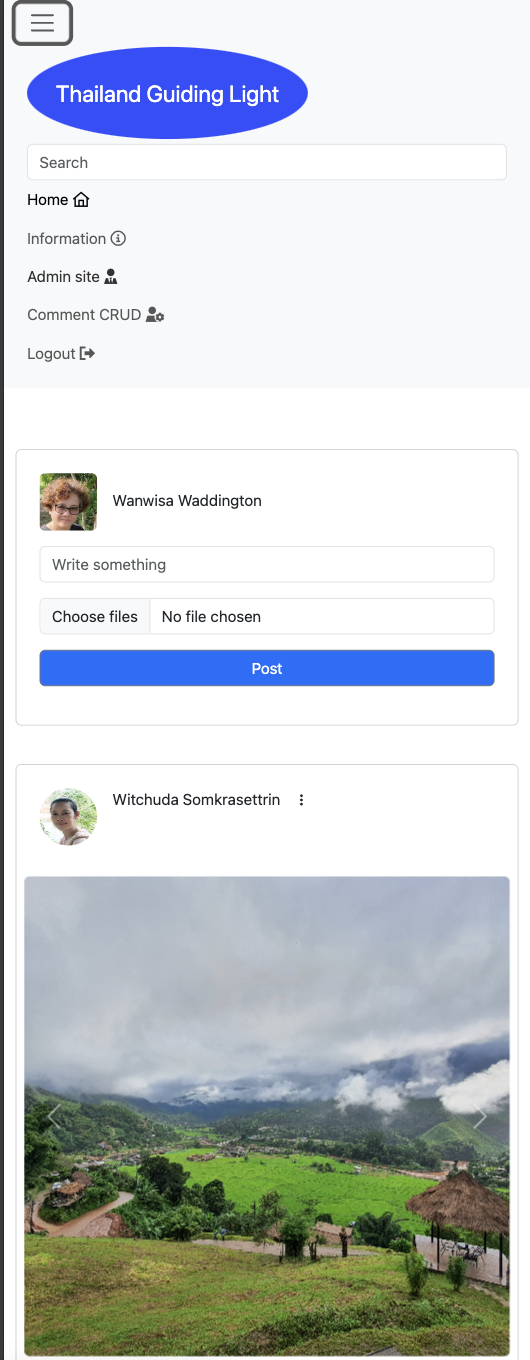 Thailand Guiding Light
Search
Home
Information
Admin site
Comment CRUD
Logout
Wanwisa Waddington
Write something
Choose files No file chosen
Post
Witchuda Somkrasettrin